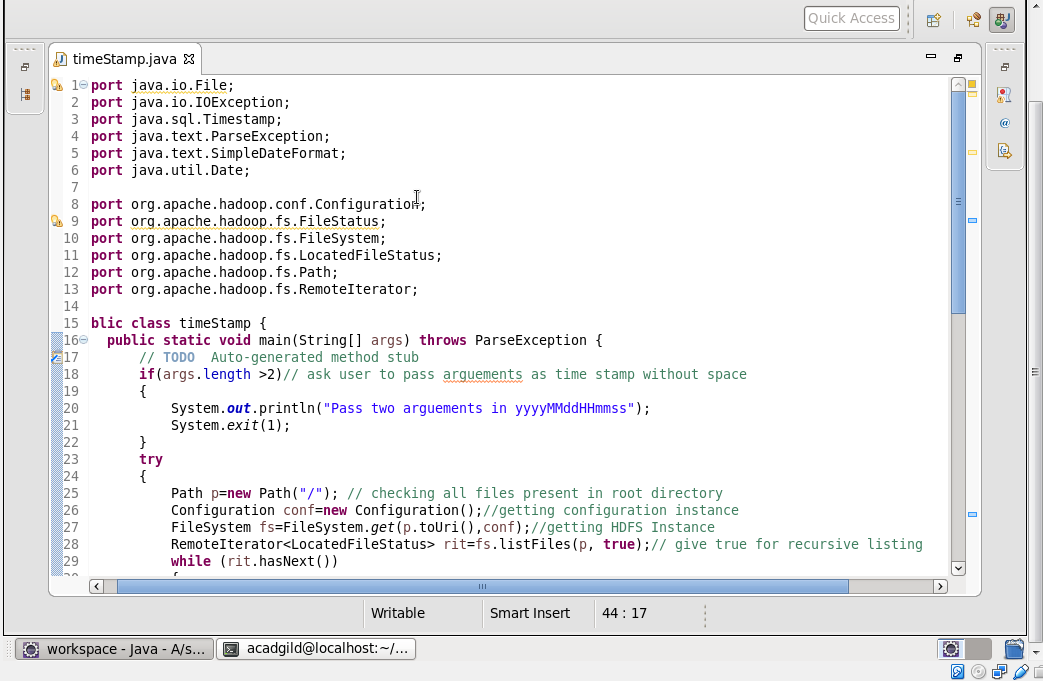 Quick Access
timeStamp.java
1 port java.io.File;
2 port java.io.IOException;
3 port java.sql.Timestamp;
4 port java.text.ParseException;
5 port java.text.SimpleDateFormat;
6 port java.util.Date;
7
8 port org.apache.hadoop.conf.Configuration;
9 port org.apache.hadoop.fs.FileStatus;
10 port org.apache.hadoop.fs.FileSystem;
11 port org.apache.hadoop.fs.LocatedFileStatus;
12 port org.apache.hadoop.fs.Path;
13 port org.apache.hadoop.fs.RemoteIterator;
14
15 blic class timeStamp {
16 public static void main(String[] args) throws ParseException {
17 // TODO  Auto-generated method stub
18 if(args.length >2)// ask user to pass arguements as time stamp without space
19 {
20 System.out.println("Pass two arguements in yyyyMMddHHmmss");
21 System.exit(1);
22 }
23 try
24 {
25 Path p=new Path("/"); // checking all files present in root directory
26 Configuration conf=new Configuration();//getting configuration instance
27 FileSystem fs=FileSystem.get(p.toUri(),conf);//getting HDFS Instance
28 RemoteIterator<LocatedFileStatus> rit=fs.listFiles(p, true);// give true for recursive listing
29 while (rit.hasNext())
Writable Smart Insert 44 : 17
workspace - Java - A/s... acadgild@localhost:~/...